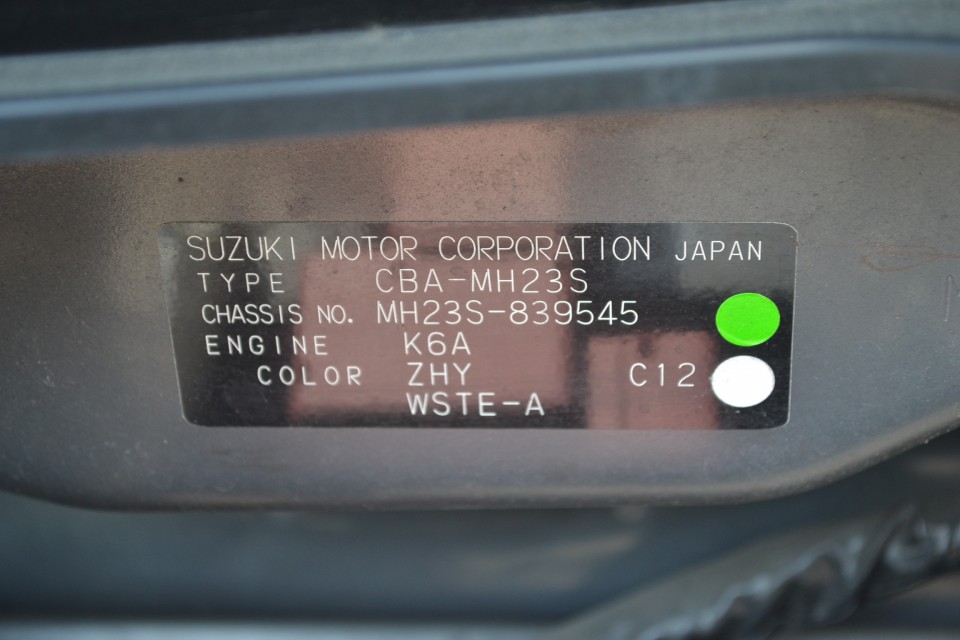 SUZUKI MOTOR CORPORATION JAPAN
TYPE CBA-MH23S
CHASSIS NO. MH23S-839545
ENGINE K6A
COLOR ZHY C12
WSTE-A